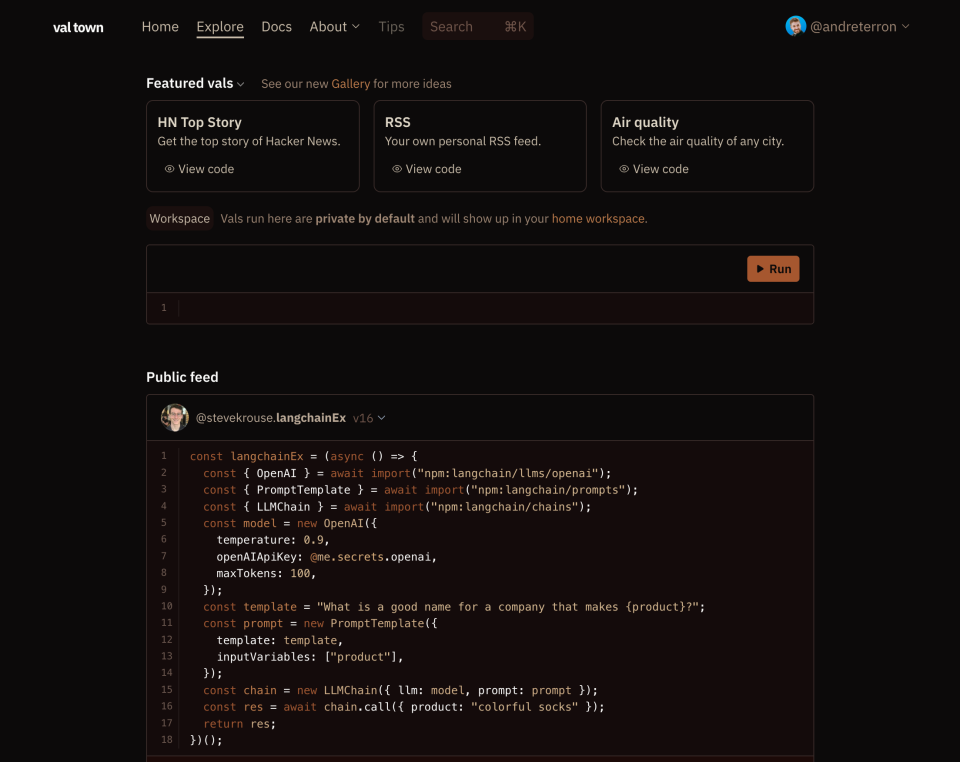 val town Home Explore Docs About Tips Search ⌘K @andreterron
Featured vals See our new Gallery for more ideas
HN Top Story
Get the top story of Hacker News.
View code
RSS
Your own personal RSS feed.
View code
Air quality
Check the air quality of any city.
View code
Workspace Vals run here are private by default and will show up in your home workspace.
Run
1
Public feed
@stevekrouse.langchainEx v16
1 const langchainEx = (async () => {
2   const { OpenAI } = await import("npm:langchain/llms/openai");
3   const { PromptTemplate } = await import("npm:langchain/prompts");
4   const { LLMChain } = await import("npm:langchain/chains");
5   const model = new OpenAI({
6     temperature: 0.9,
7     openAIApiKey: @me.secrets.openai,
8     maxTokens: 100,
9   });
10   const template = "What is a good name for a company that makes {product}?";
11   const prompt = new PromptTemplate({
12     template: template,
13     inputVariables: ["product"],
14   });
15   const chain = new LLMChain({ llm: model, prompt: prompt });
16   const res = await chain.call({ product: "colorful socks" });
17   return res;
18 })();